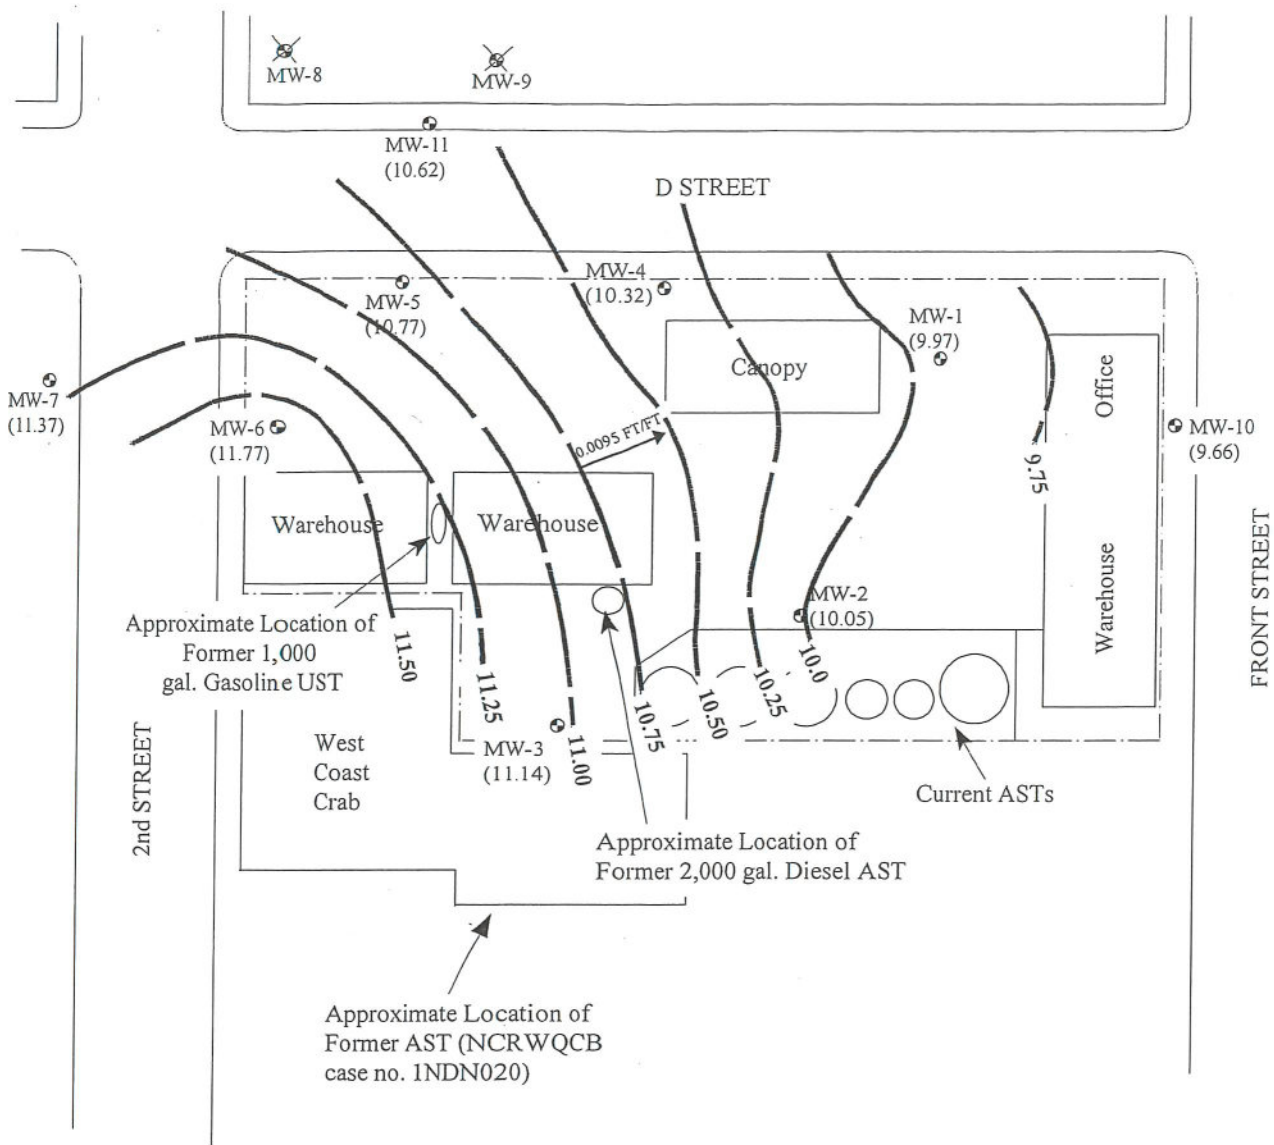 MW-8
MW-9
MW-11
(10.62)
D STREET
MW-4
(10.32)
MW-5
(10.77)
MW-1
(9.97)
Canopy
Office
MW-7
(11.37)
MW-6
(11.77)
0.0095 FT/FT
MW-10
(9.66)
9.75
Warehouse
Warehouse
Warehouse
FRONT STREET
MW-2
(10.05)
Approximate Location of
Former 1,000
gal. Gasoline UST
11.50
11.25
11.00
10.75
10.50
10.25
10.0
2nd STREET
West
Coast
Crab
MW-3
(11.14)
Current ASTs
Approximate Location of
Former 2,000 gal. Diesel AST
Approximate Location of
Former AST (NCRWQCB
case no. 1NDN020)